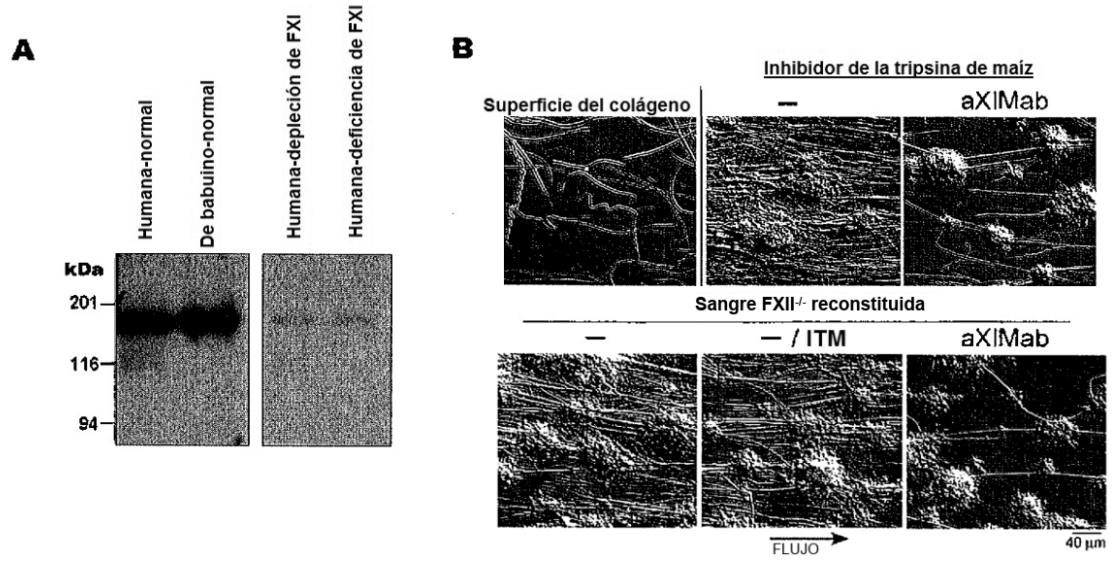 A
Humana-normal
De babuino-normal
Humana-depleción de FXI
Humana-deficiencia de FXI
kDa
201
116
94
B
Inhibidor de la tripsina de maíz
Superficie del colágeno
–
aXIMab
Sangre FXII-/- reconstituida
–
– / ITM
aXIMab
FLUJO
40 µm